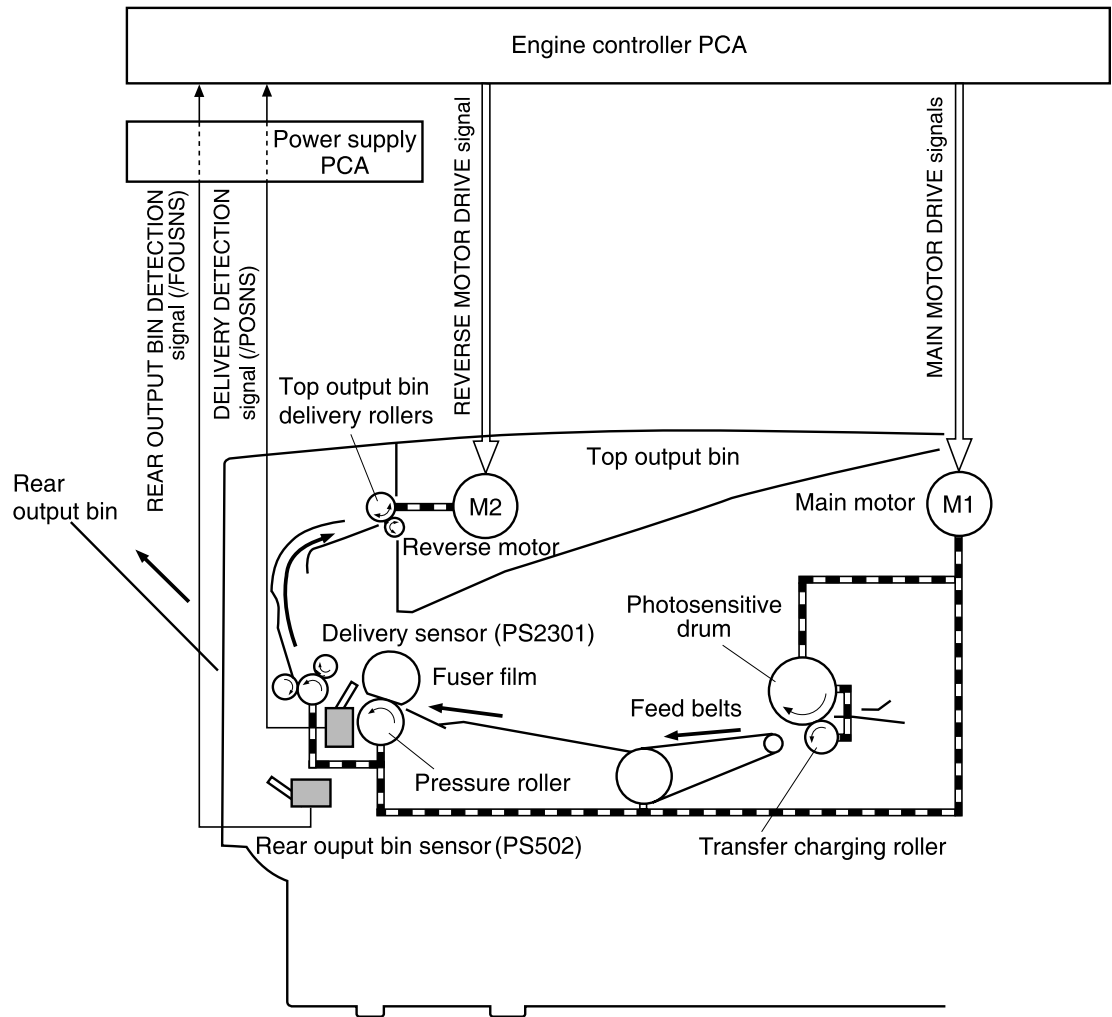 Engine controller PCA
Power supply
PCA
REAR OUTPUT BIN DETECTION
signal (/FOUSNS)
DELIVERY DETECTION
signal (/POSNS)
REVERSE MOTOR DRIVE signal
MAIN MOTOR DRIVE signals
Top output bin
delivery rollers
Top output bin
Rear
output bin
M2
Main motor
M1
Reverse motor
Photosensitive
drum
Delivery sensor (PS2301)
Fuser film
Feed belts
Pressure roller
Rear ouput bin sensor (PS502)
Transfer charging roller